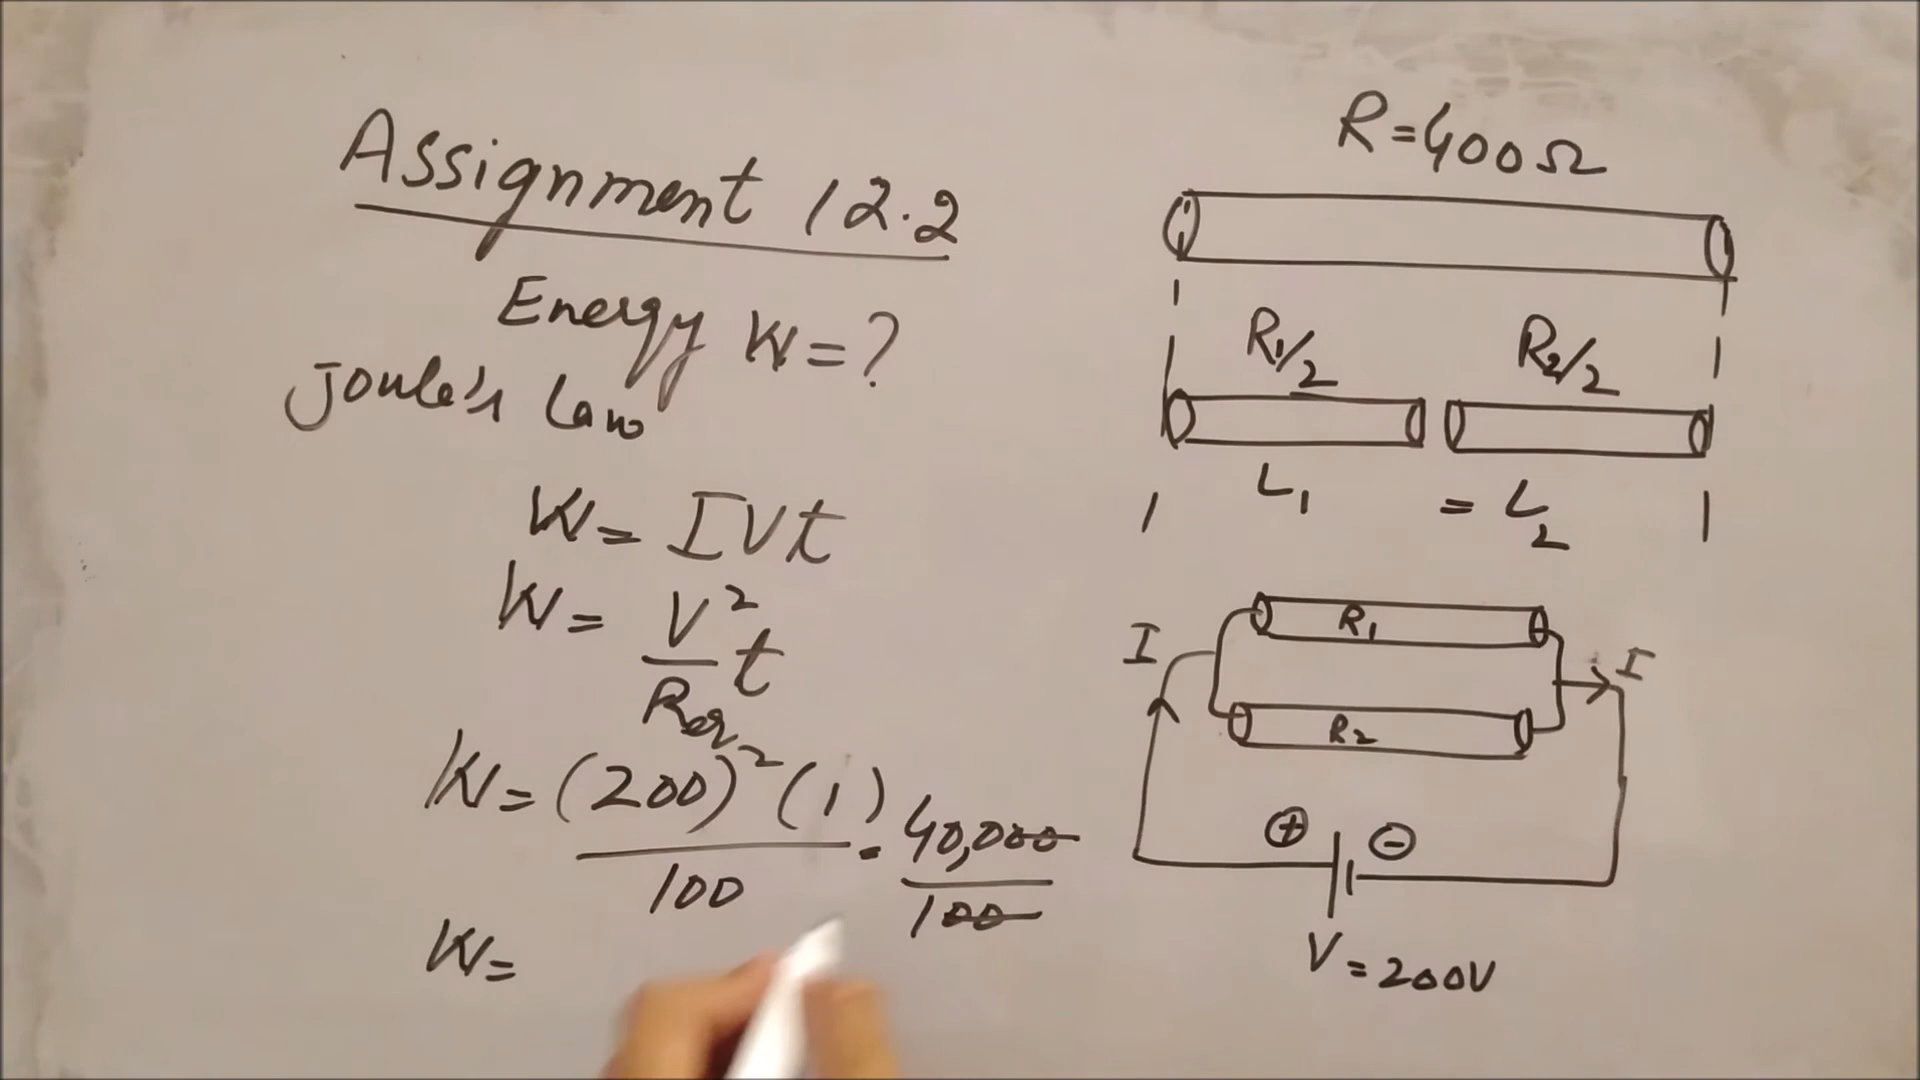 Assignment 12.2
Energy W=?
Joule's Law
W= IVt
W= V²/Req t
W= (200)²(1)/100 = 40,000/100
W=
R=400Ω
R1/2 R2/2
L1 = L2
R1
I I
R2
+ -
V=200V